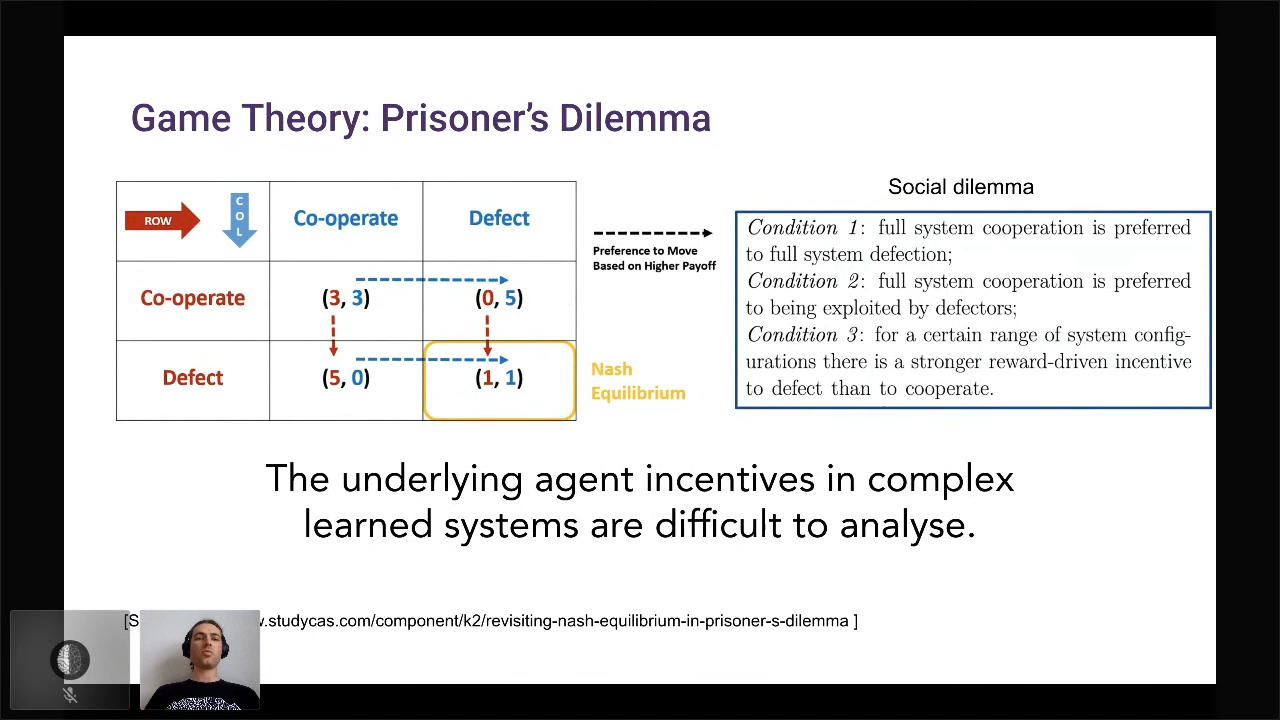 Game Theory: Prisoner's Dilemma
ROW
COL
Co-operate
Defect
Co-operate
(3, 3)
(0, 5)
Defect
(5, 0)
(1, 1)
Preference to Move
Based on Higher Payoff
Nash
Equilibrium
Social dilemma
Condition 1: full system cooperation is preferred
to full system defection;
Condition 2: full system cooperation is preferred
to being exploited by defectors;
Condition 3: for a certain range of system config-
urations there is a stronger reward-driven incentive
to defect than to cooperate.
The underlying agent incentives in complex
learned systems are difficult to analyse.
.studycas.com/component/k2/revisiting-nash-equilibrium-in-prisoner-s-dilemma ]